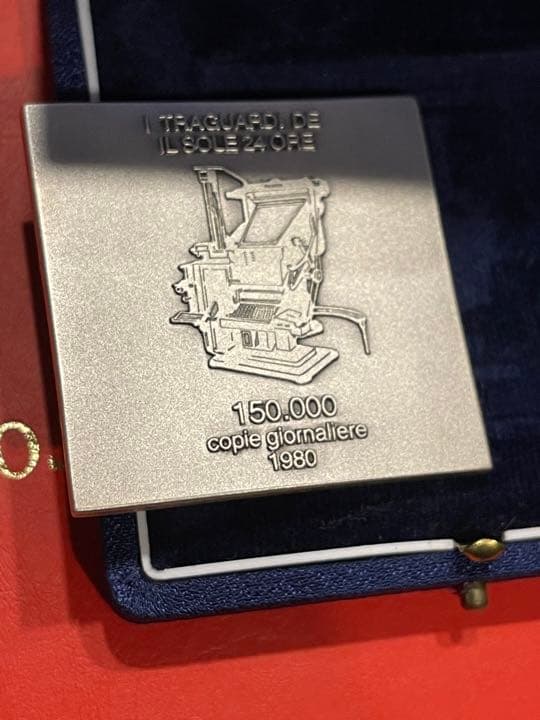 I TRAGUARDI DE
IL SOLE 24 ORE
150.000
copie giornaliere
1980
O.